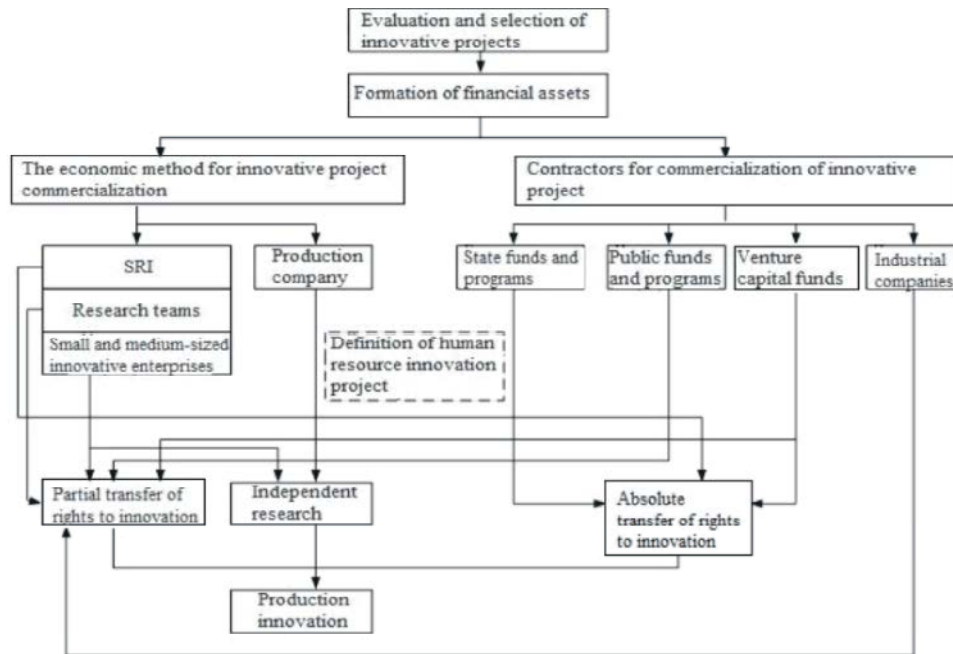 Evaluation and selection of
innovative projects
Formation of financial assets
The economic method for innovative project
commercialization
Contractors for commercialization of innovative
project
SRI
Research teams
Small and medium-sized
innovative enterprises
Production
company
State funds and
programs
Public funds
and programs
Venture
capital funds
Industrial
companies
Definition of human
resource innovation
project
Partial transfer of
rights to innovation
Independent
research
Absolute
transfer of rights
to innovation
Production
innovation